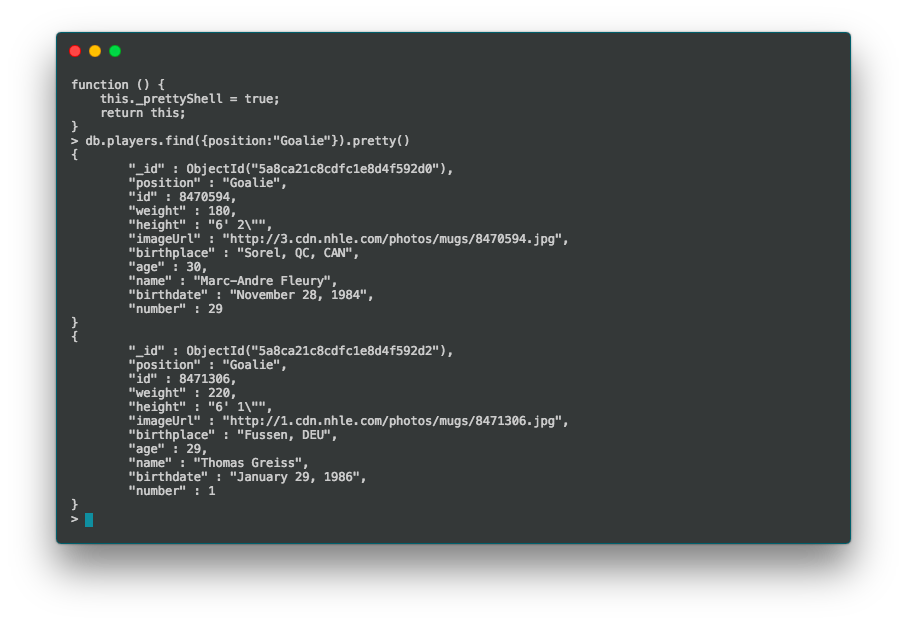 function () {
    this._prettyShell = true;
    return this;
}
> db.players.find({position:"Goalie"}).pretty()
{
        "_id" : ObjectId("5a8ca21c8cdfc1e8d4f592d0"),
        "position" : "Goalie",
        "id" : 8470594,
        "weight" : 180,
        "height" : "6' 2\"",
        "imageUrl" : "http://3.cdn.nhle.com/photos/mugs/8470594.jpg",
        "birthplace" : "Sorel, QC, CAN",
        "age" : 30,
        "name" : "Marc-Andre Fleury",
        "birthdate" : "November 28, 1984",
        "number" : 29
}
{
        "_id" : ObjectId("5a8ca21c8cdfc1e8d4f592d2"),
        "position" : "Goalie",
        "id" : 8471306,
        "weight" : 220,
        "height" : "6' 1\"",
        "imageUrl" : "http://1.cdn.nhle.com/photos/mugs/8471306.jpg",
        "birthplace" : "Fussen, DEU",
        "age" : 29,
        "name" : "Thomas Greiss",
        "birthdate" : "January 29, 1986",
        "number" : 1
}
>